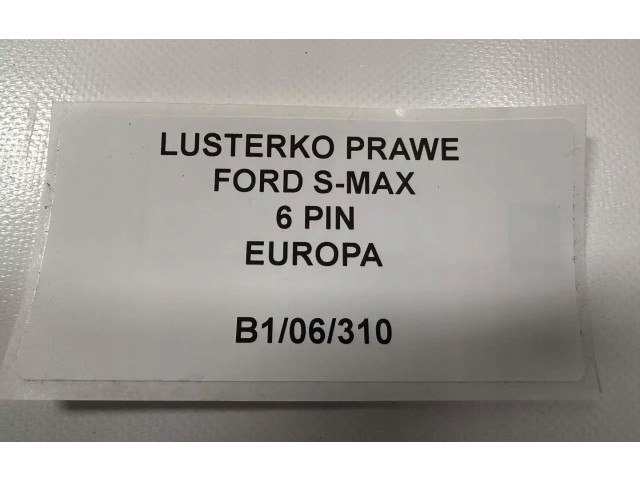 LUSTERKO PRAWE
FORD S-MAX
6 PIN
EUROPA
B1/06/310